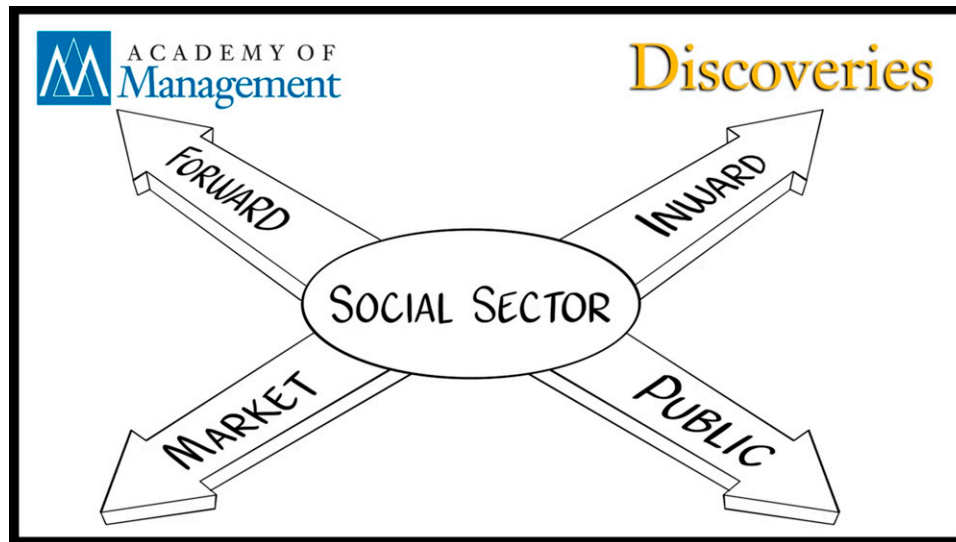 ACADEMY OF
Management
Discoveries
FORWARD
INWARD
SOCIAL SECTOR
MARKET
PUBLIC